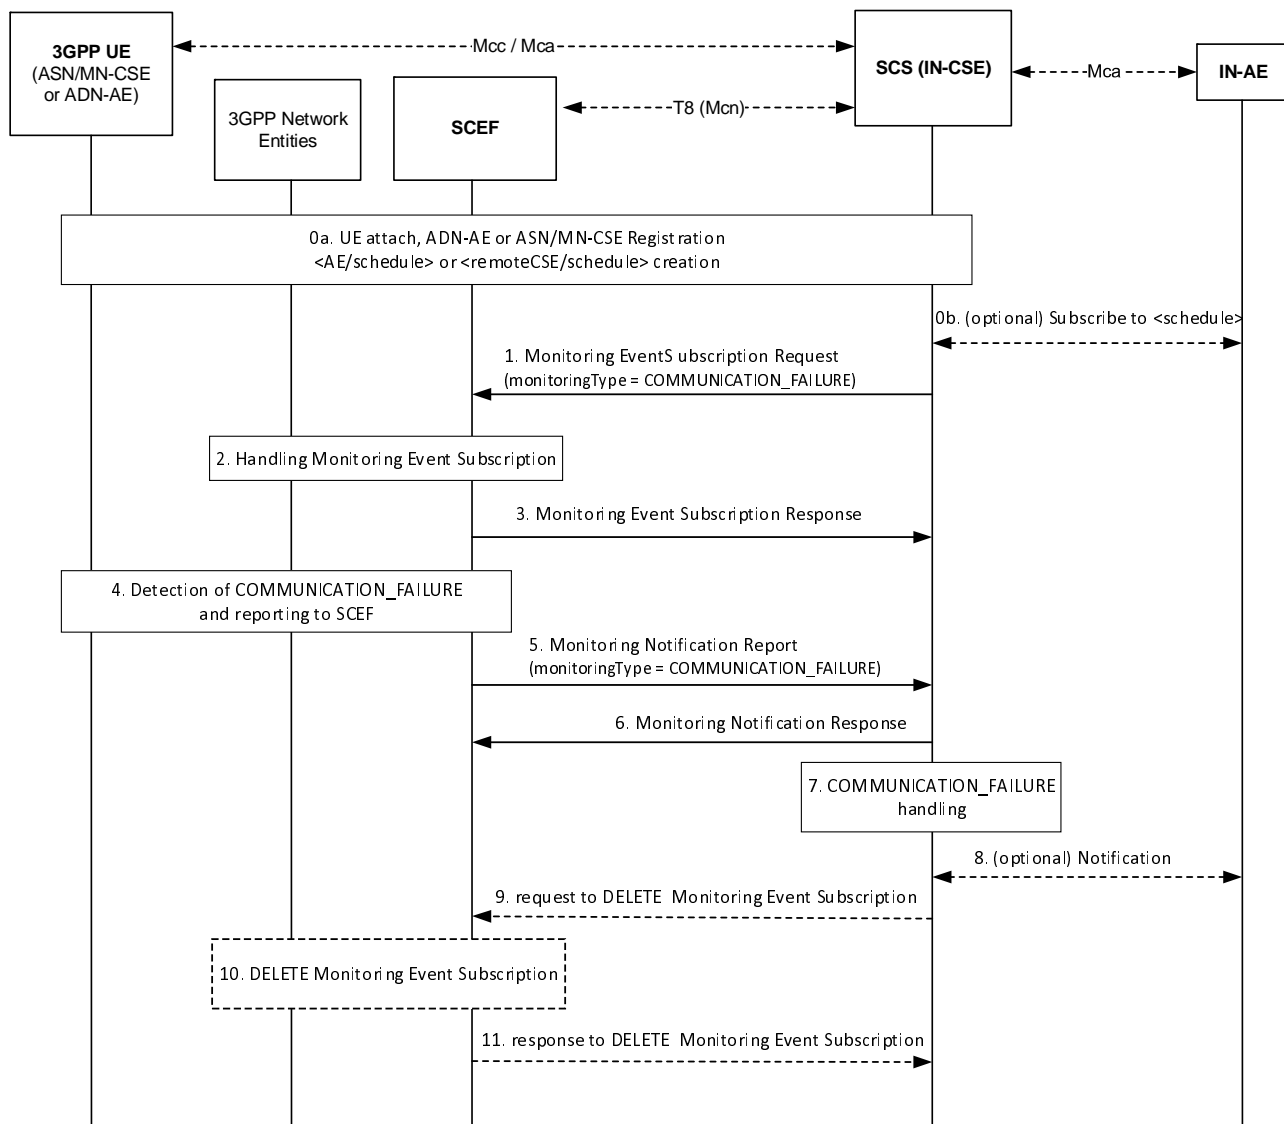 3GPP UE
(ASN/MN-CSE
or ADN-AE)
Mcc / Mca
SCS (IN-CSE)
Mca
IN-AE
3GPP Network
Entities
SCEF
T8 (Mcn)
0a. UE attach, ADN-AE or ASN/MN-CSE Registration
<AE/schedule> or <remoteCSE/schedule> creation
0b. (optional) Subscribe to <schedule>
1. Monitoring EventS ubscription Request
(monitoringType = COMMUNICATION_FAILURE)
2. Handling Monitoring Event Subscription
3. Monitoring Event Subscription Response
4. Detection of COMMUNICATION_FAILURE
and reporting to SCEF
5. Monitoring Notification Report
(monitoringType = COMMUNICATION_FAILURE)
6. Monitoring Notification Response
7. COMMUNICATION_FAILURE
handling
8. (optional) Notification
9. request to DELETE Monitoring Event Subscription
10. DELETE Monitoring Event Subscription
11. response to DELETE Monitoring Event Subscription